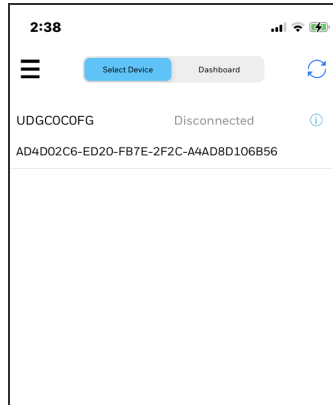 2:38
Select Device Dashboard
UDGC0C0FG Disconnected
AD4D02C6-ED20-FB7E-2F2C-A4AD8D106B56